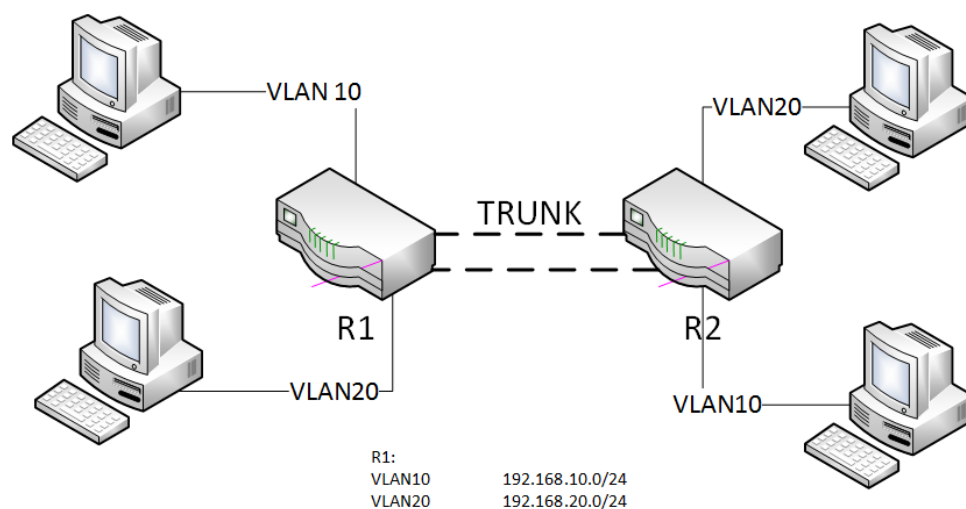 VLAN 10
VLAN20
TRUNK
R1
R2
VLAN20
VLAN10
R1:
VLAN10 192.168.10.0/24
VLAN20 192.168.20.0/24